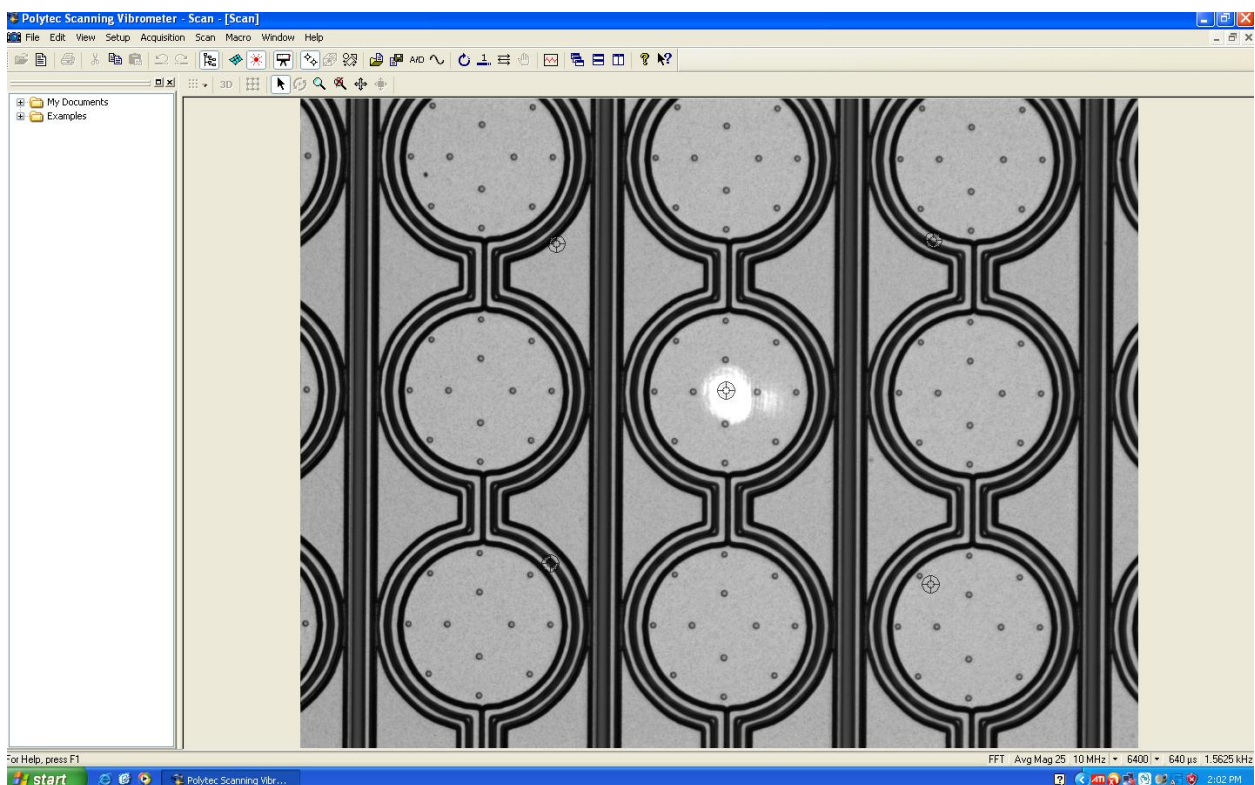 Polytec Scanning Vibrometer - Scan - [Scan]
File Edit View Setup Acquisition Scan Macro Window Help
A/D 1..
3D
My Documents
Examples
For Help, press F1
FFT Avg Mag 25 10 MHz 6400 640 µs 1.5625 kHz
start Polytec Scanning Vibr... 2:02 PM